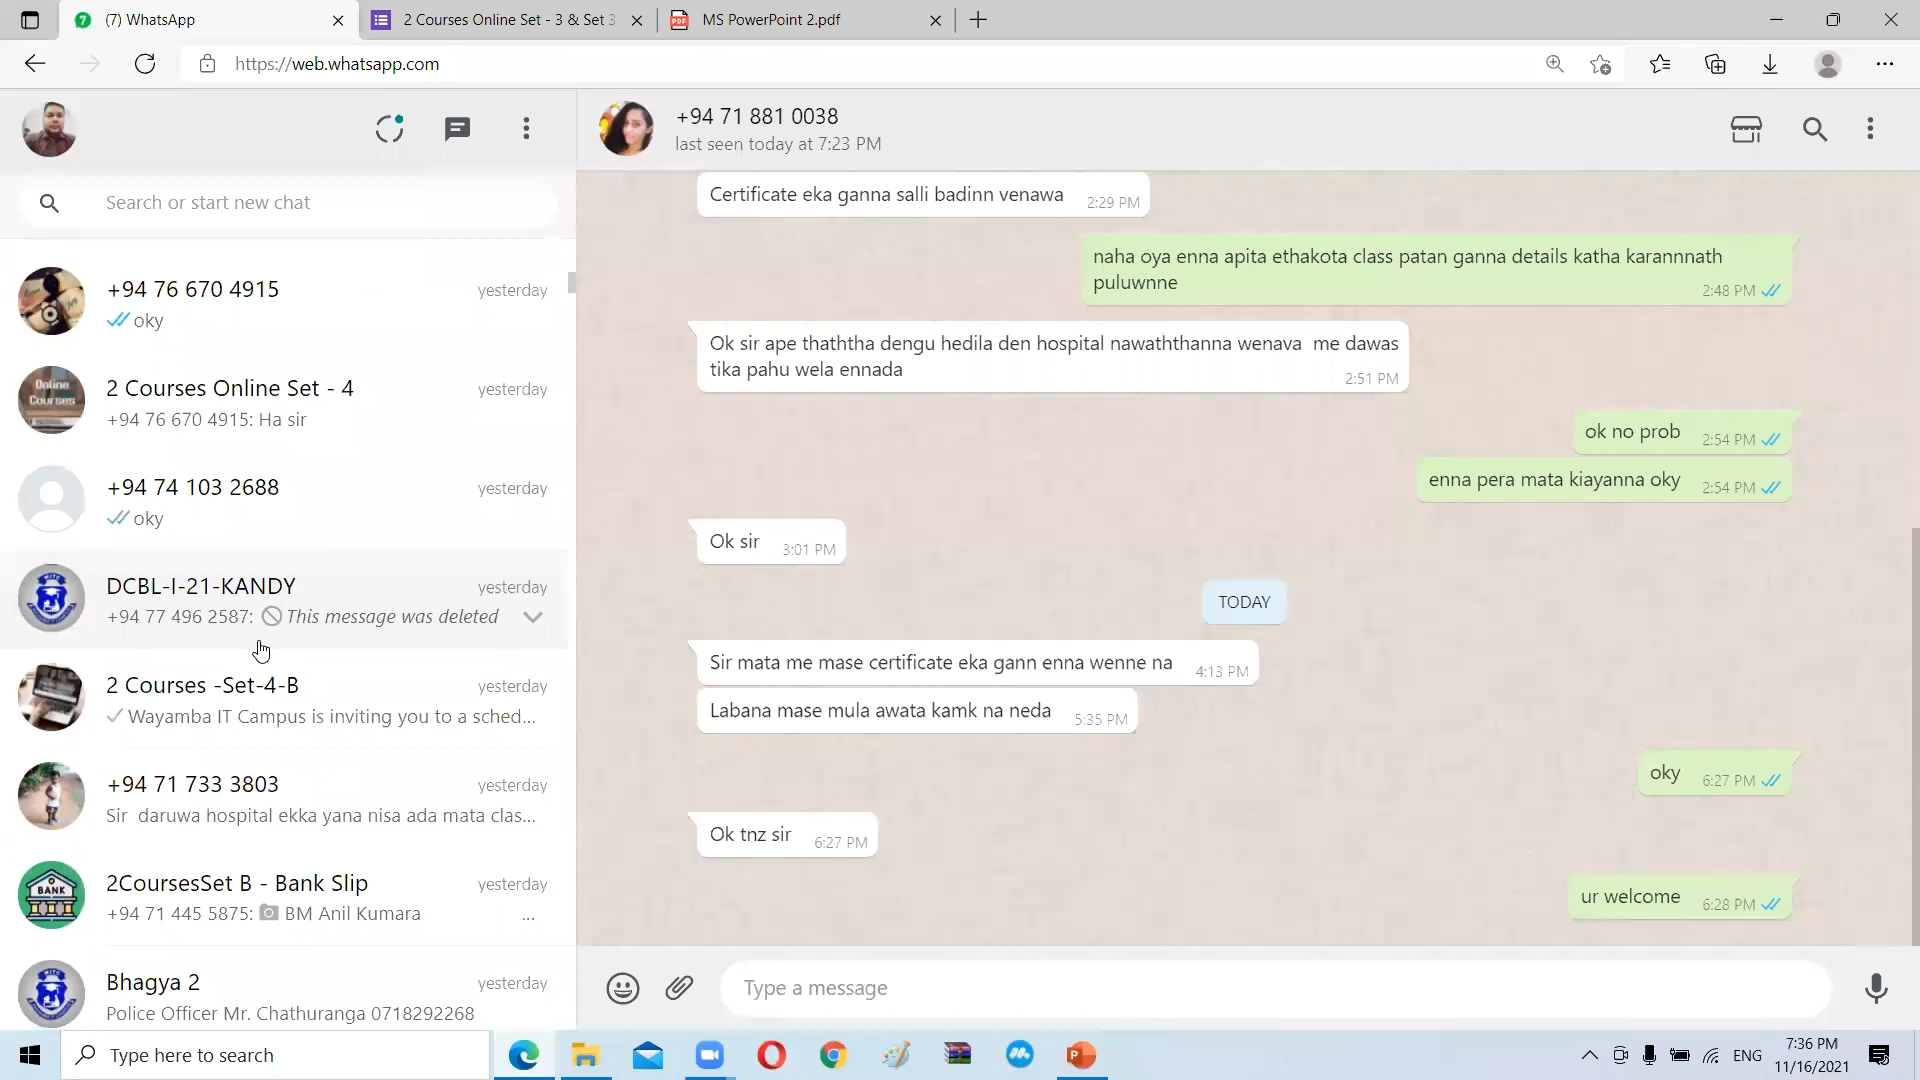 (7) WhatsApp
2 Courses Online Set - 3 & Set 3
MS PowerPoint 2.pdf
https://web.whatsapp.com
Search or start new chat
+94 76 670 4915
yesterday
oky
Online
Courses
2 Courses Online Set - 4
yesterday
+94 76 670 4915: Ha sir
+94 74 103 2688
yesterday
oky
DCBL-I-21-KANDY
yesterday
+94 77 496 2587: This message was deleted
2 Courses -Set-4-B
yesterday
Wayamba IT Campus is inviting you to a sched...
+94 71 733 3803
yesterday
Sir daruwa hospital ekka yana nisa ada mata clas...
BANK
2CoursesSet B - Bank Slip
yesterday
+94 71 445 5875: BM Anil Kumara ...
Bhagya 2
yesterday
Police Officer Mr. Chathuranga 0718292268
+94 71 881 0038
last seen today at 7:23 PM
Certificate eka ganna salli badinn venawa 2:29 PM
naha oya enna apita ethakota class patan ganna details katha karannnath
puluwnne
2:48 PM
Ok sir ape thaththa dengu hedila den hospital nawaththanna wenava me dawas
tika pahu wela ennada
2:51 PM
ok no prob 2:54 PM
enna pera mata kiayanna oky 2:54 PM
Ok sir 3:01 PM
TODAY
Sir mata me mase certificate eka gann enna wenne na 4:13 PM
Labana mase mula awata kamk na neda 5:35 PM
oky 6:27 PM
Ok tnz sir 6:27 PM
ur welcome 6:28 PM
Type a message
Type here to search
ENG
7:36 PM
11/16/2021